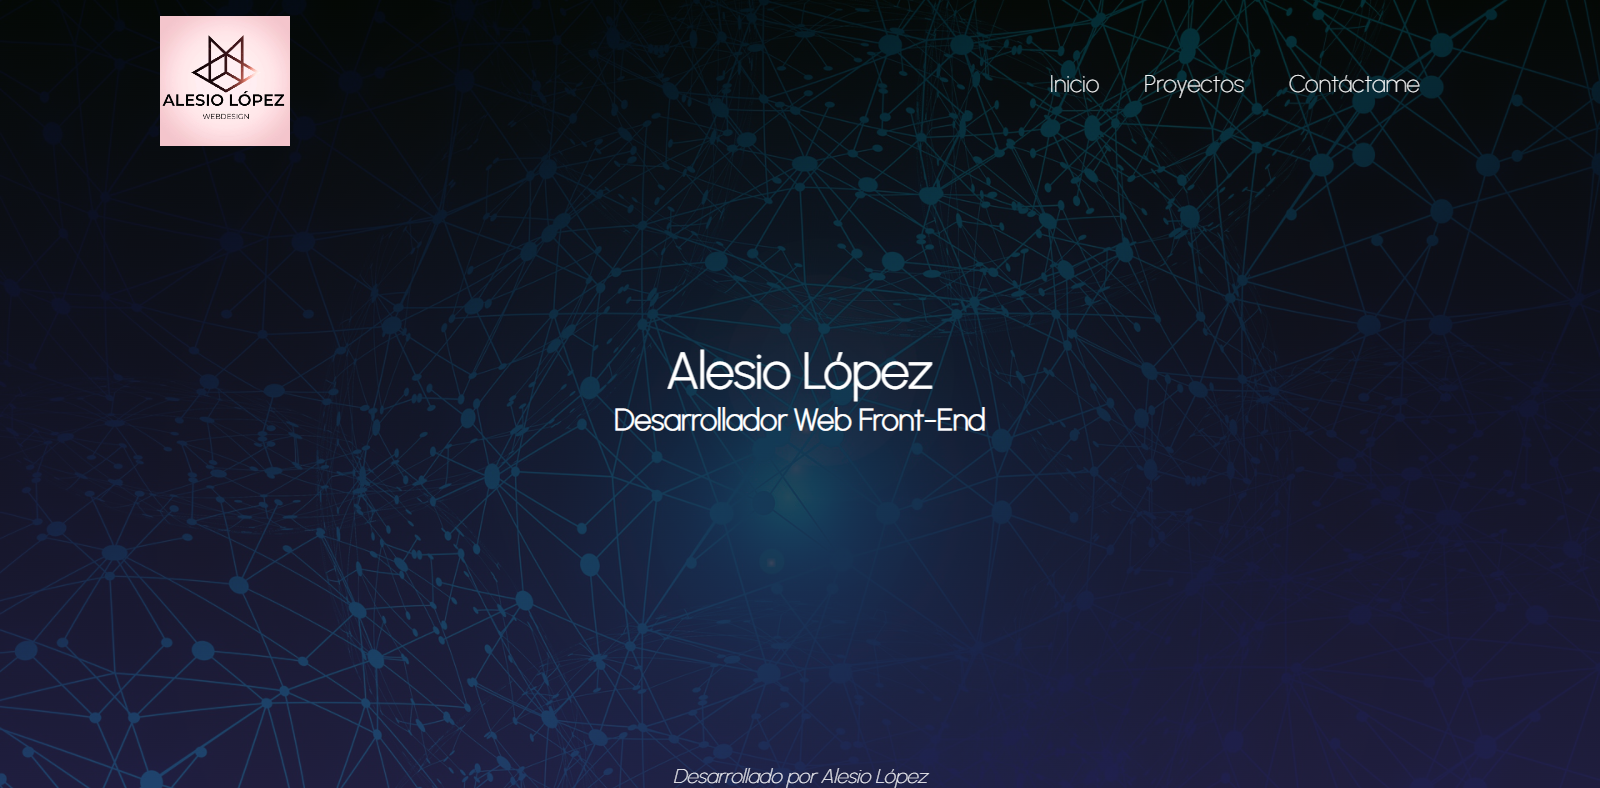 ALESIO LÓPEZ
WEBDESIGN
Inicio Proyectos Contáctame
Alesio López
Desarrollador Web Front-End
Desarrollado por Alesio López